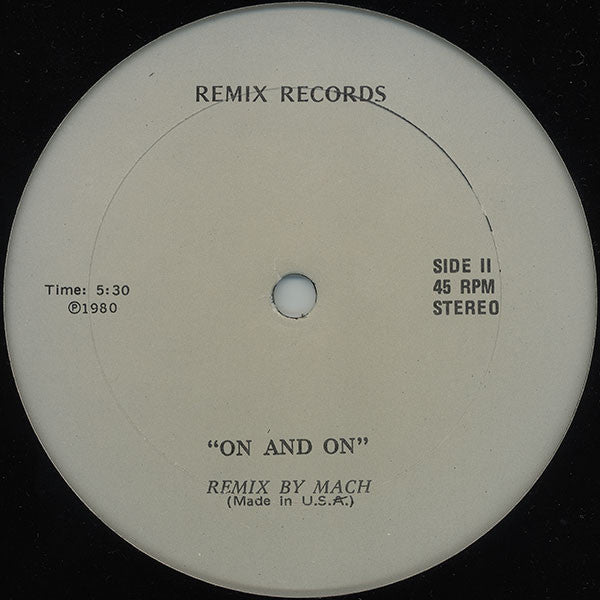 REMIX RECORDS
Time: 5:30
℗1980
SIDE II
45 RPM
STEREO
"ON AND ON"
REMIX BY MACH
(Made in U.S.A.)